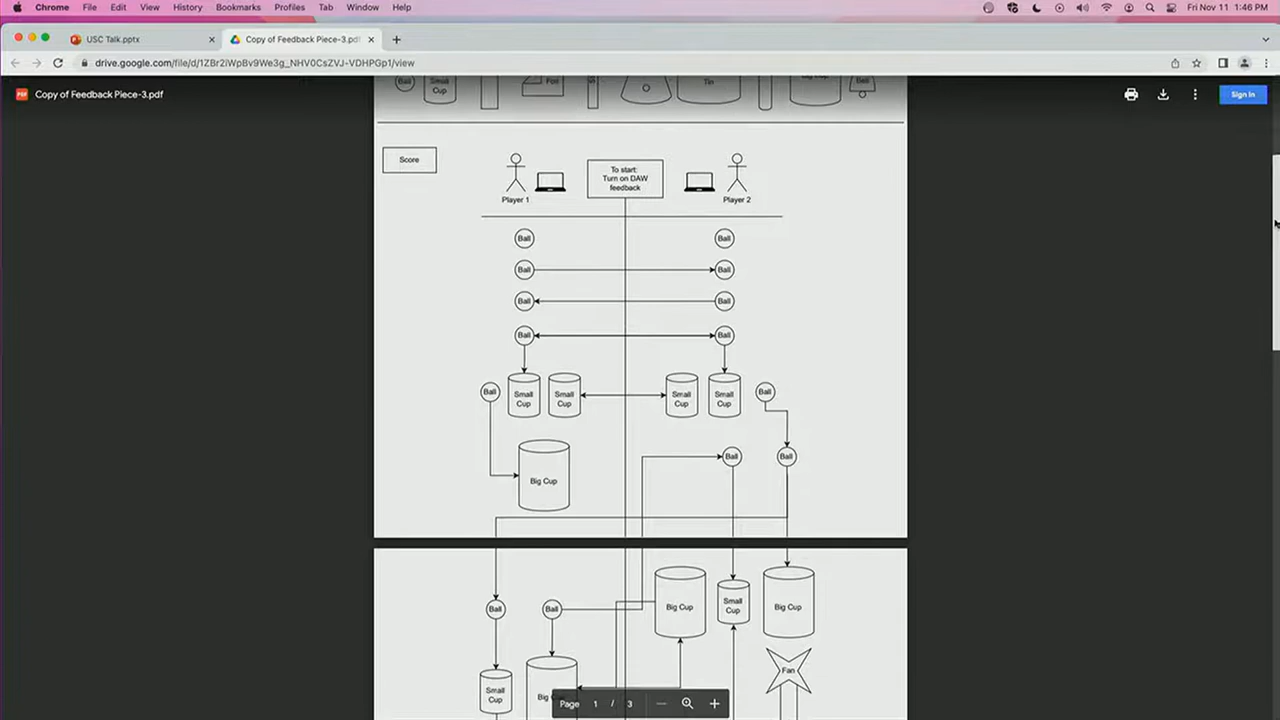 Chrome File Edit View History Bookmarks Profiles Tab Window Help Fri Nov 11 1:46 PM
USC Talk.pptx Copy of Feedback Piece-3.pdf
drive.google.com/file/d/1ZBr2iWpBv9We3g_NHV0CsZVJ-VDHPGp1/view
PDF Copy of Feedback Piece-3.pdf Sign In
Ball Small Cup Foil Tin Bell
Score
To start:
Turn on DAW
feedback
Player 1 Player 2
Ball Ball
Ball Ball
Ball Ball
Ball Ball
Ball Small Cup Small Cup Small Cup Small Cup Ball
Ball Ball
Big Cup
Ball Ball Big Cup Small Cup Big Cup
Fan
Small Cup Big
Page 1 / 3